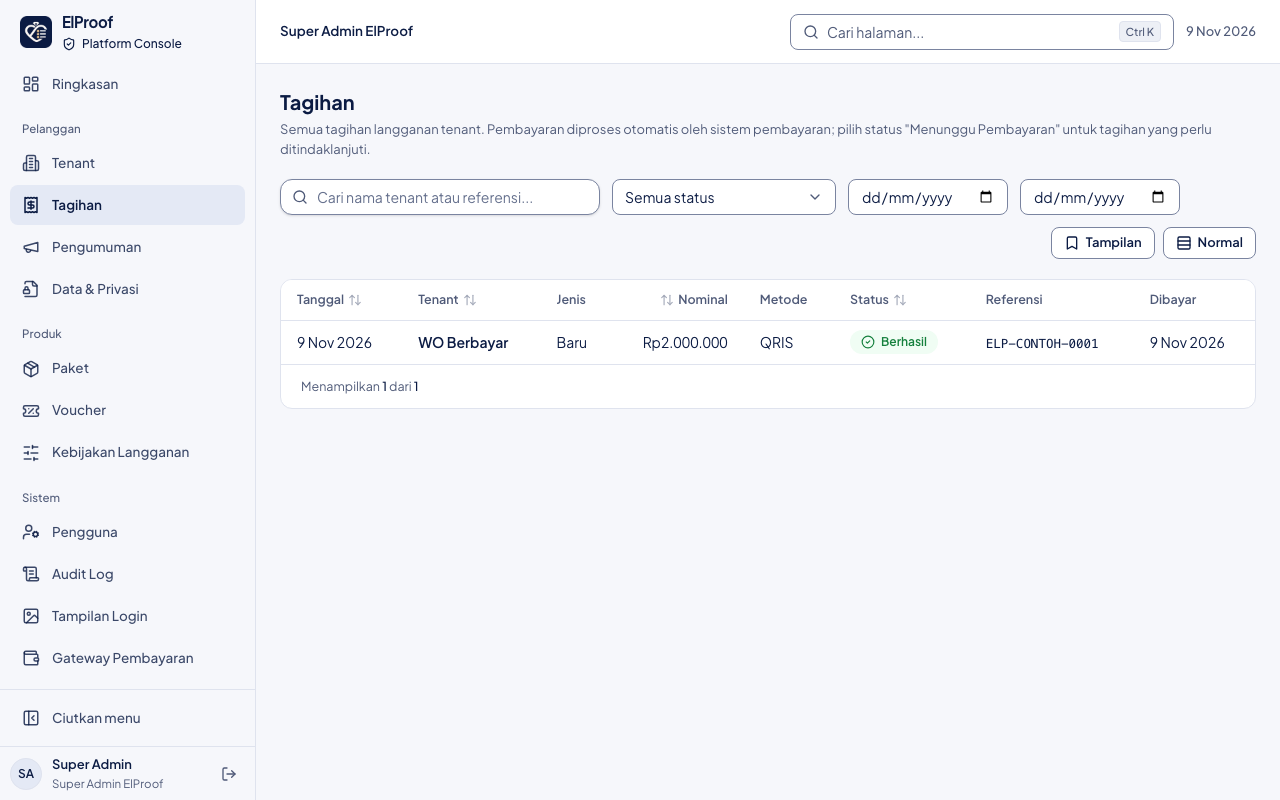 ElProof
Platform Console
Ringkasan
Pelanggan
Tenant
Tagihan
Pengumuman
Data & Privasi
Produk
Paket
Voucher
Kebijakan Langganan
Sistem
Pengguna
Audit Log
Tampilan Login
Gateway Pembayaran
Ciutkan menu
SA
Super Admin
Super Admin ElProof
Super Admin ElProof
Cari halaman...
Ctrl K
9 Nov 2026
Tagihan
Semua tagihan langganan tenant. Pembayaran diproses otomatis oleh sistem pembayaran; pilih status "Menunggu Pembayaran" untuk tagihan yang perlu
ditindaklanjuti.
Cari nama tenant atau referensi...
Semua status
dd/mm/yyyy
dd/mm/yyyy
Tampilan
Normal
Tanggal Tenant Jenis Nominal Metode Status Referensi Dibayar
9 Nov 2026 WO Berbayar Baru Rp2.000.000 QRIS Berhasil ELP-CONTOH-0001 9 Nov 2026
Menampilkan 1 dari 1